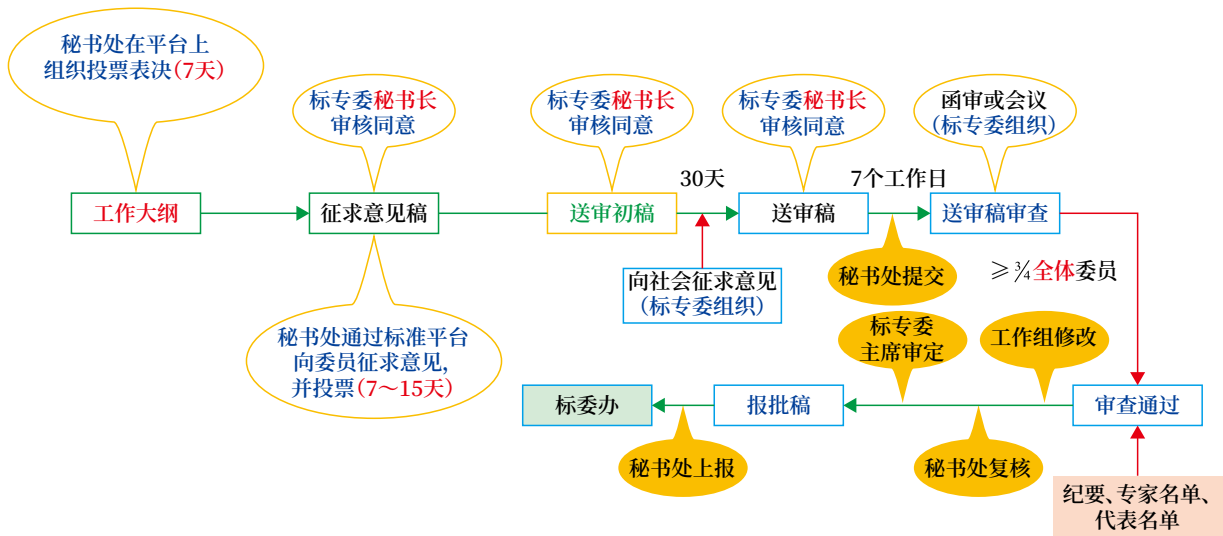 秘书处在平台上
组织投票表决(7天)
标专委秘书长
审核同意
标专委秘书长
审核同意
标专委秘书长
审核同意
函审或会议
(标专委组织)
30天
7个工作日
工作大纲
征求意见稿
送审初稿
送审稿
送审稿审查
向社会征求意见
(标专委组织)
秘书处提交
≥¾全体委员
秘书处通过标准平台
向委员征求意见,
并投票(7～15天)
标专委
主席审定
工作组修改
标委办
报批稿
审查通过
秘书处上报
秘书处复核
纪要、专家名单、
代表名单